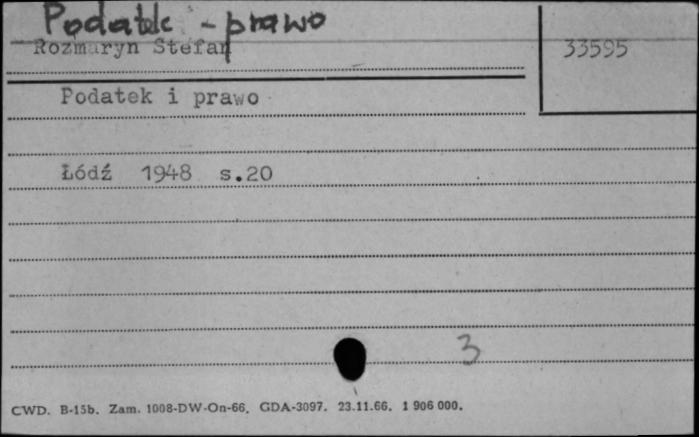 Podatek - prawo
Rozmaryn Stefan
33595
Podatek i prawo
Łódź 1948 s.20
3
CWD. B-15b. Zam. 1008-DW-On-66. GDA-3097. 23.11.66. 1 906 000.